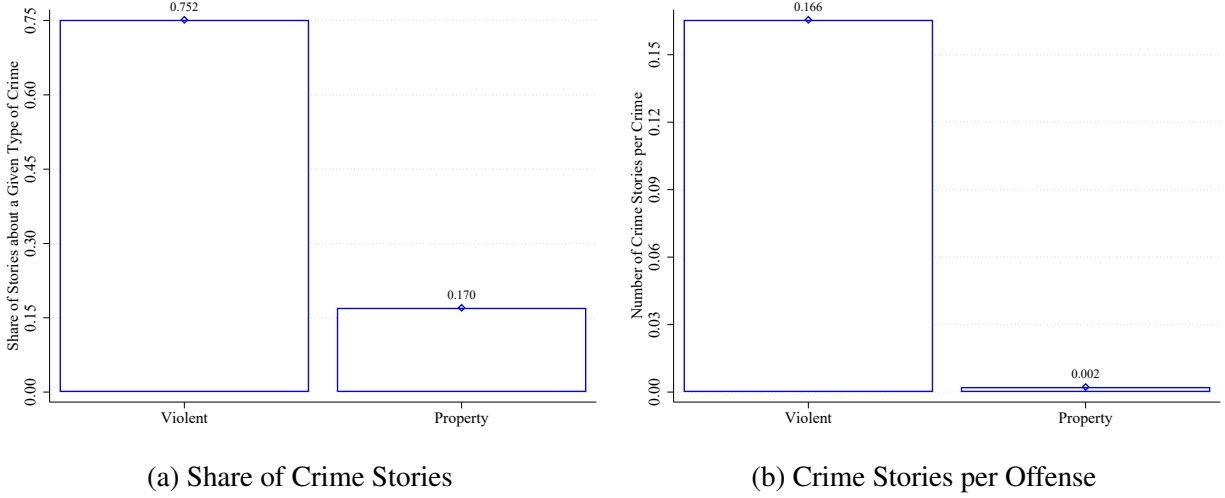 Share of Stories about a Given Type of Crime
0.75
0.60
0.45
0.30
0.15
0.00
0.752
0.170
Violent
Property
(a) Share of Crime Stories
Number of Crime Stories per Crime
0.15
0.12
0.09
0.06
0.03
0.00
0.166
0.002
Violent
Property
(b) Crime Stories per Offense